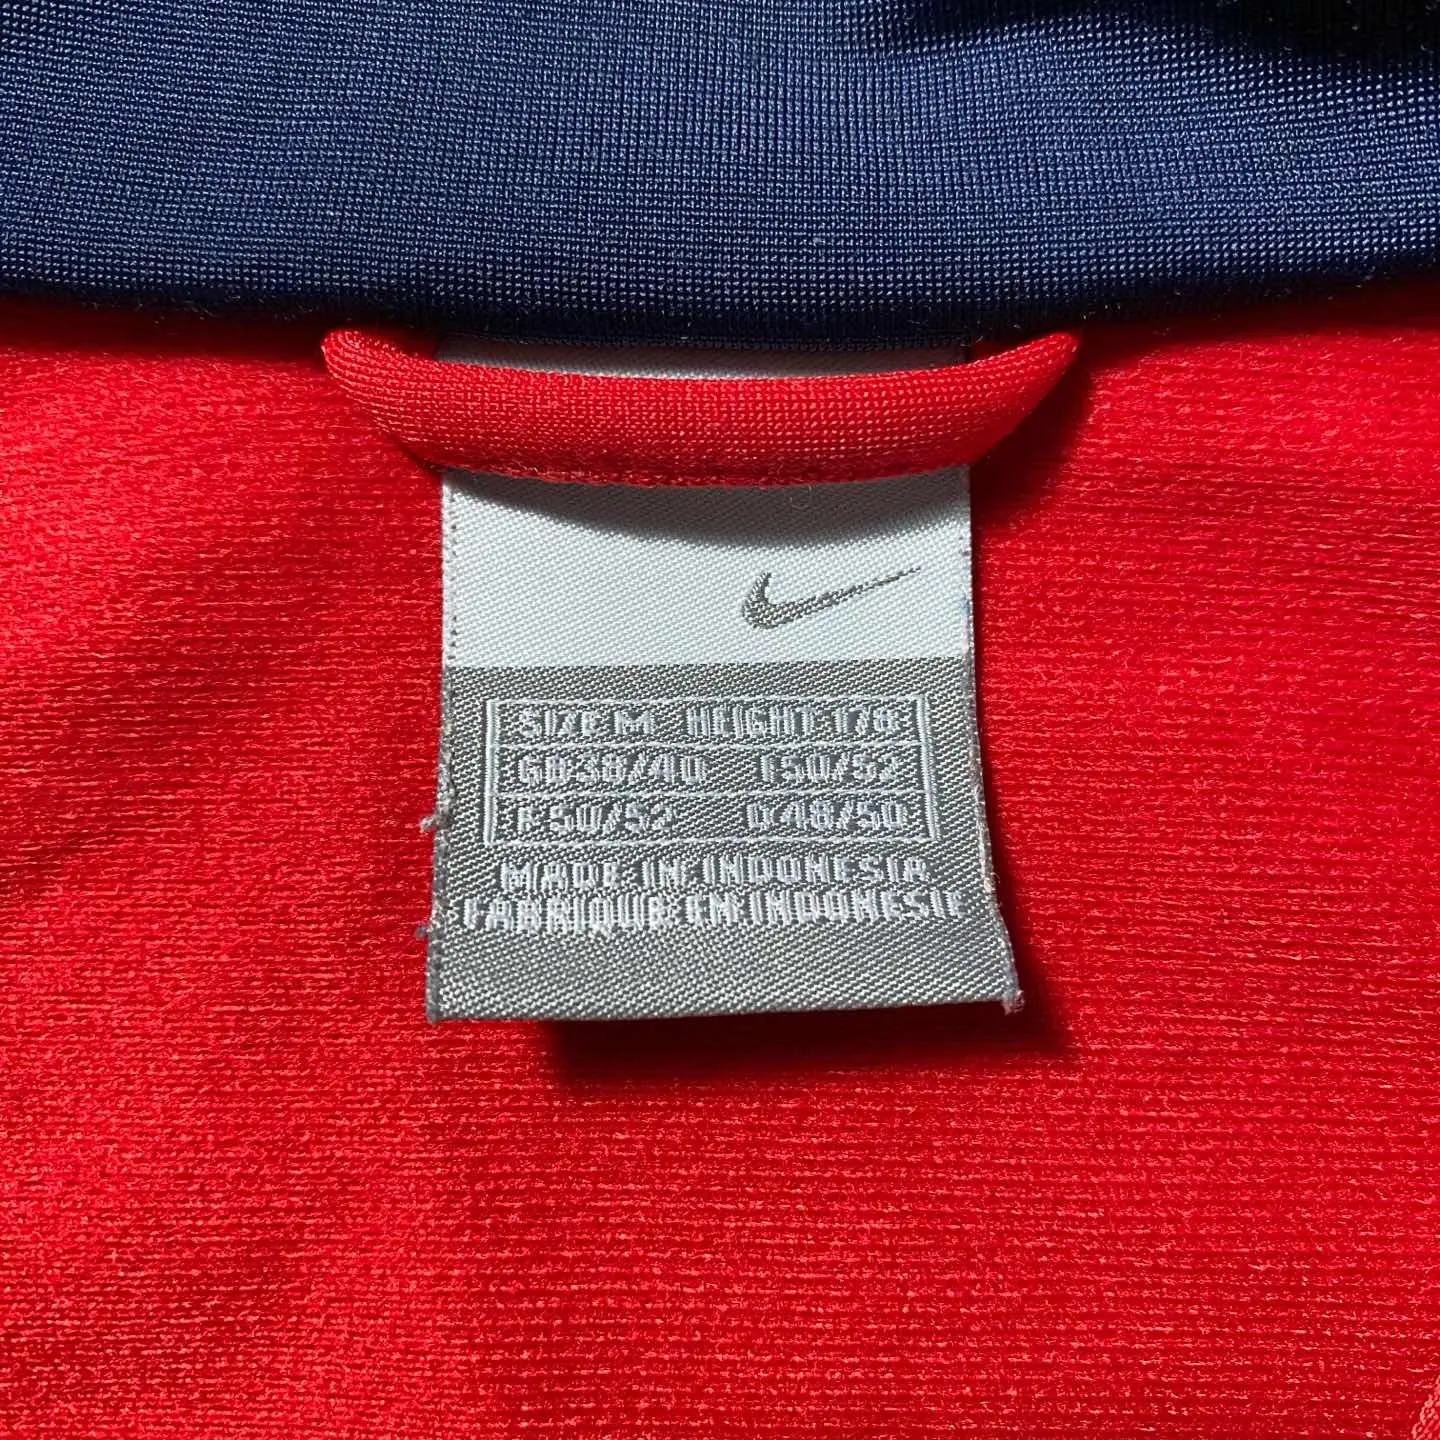 SIZE M HEIGHT 178
GB 38/40 I 50/52
F 50/52 D 48/50
MADE IN INDONESIA
FABRIQUE EN INDONESIE